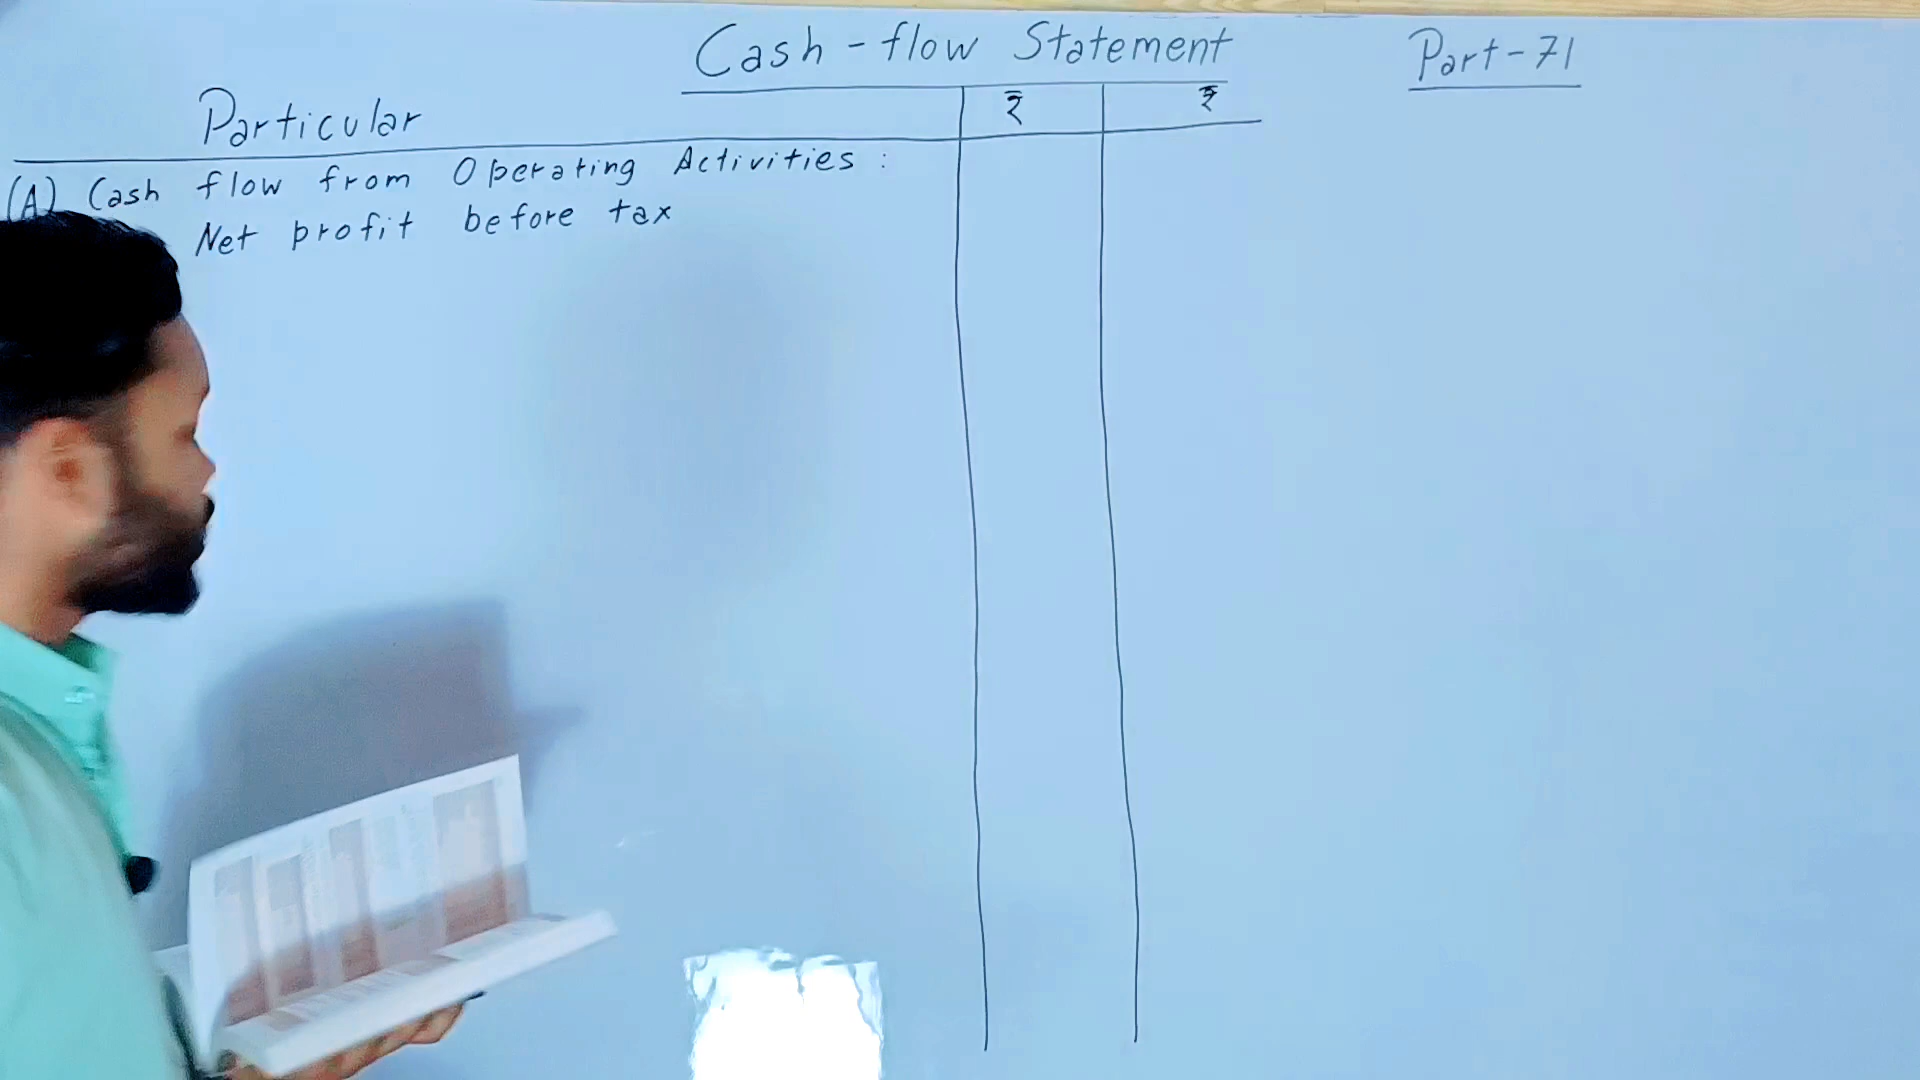 Cash-flow Statement
Part-71
Particular ₹ ₹
(A) Cash flow from Operating Activities :
Net profit before tax